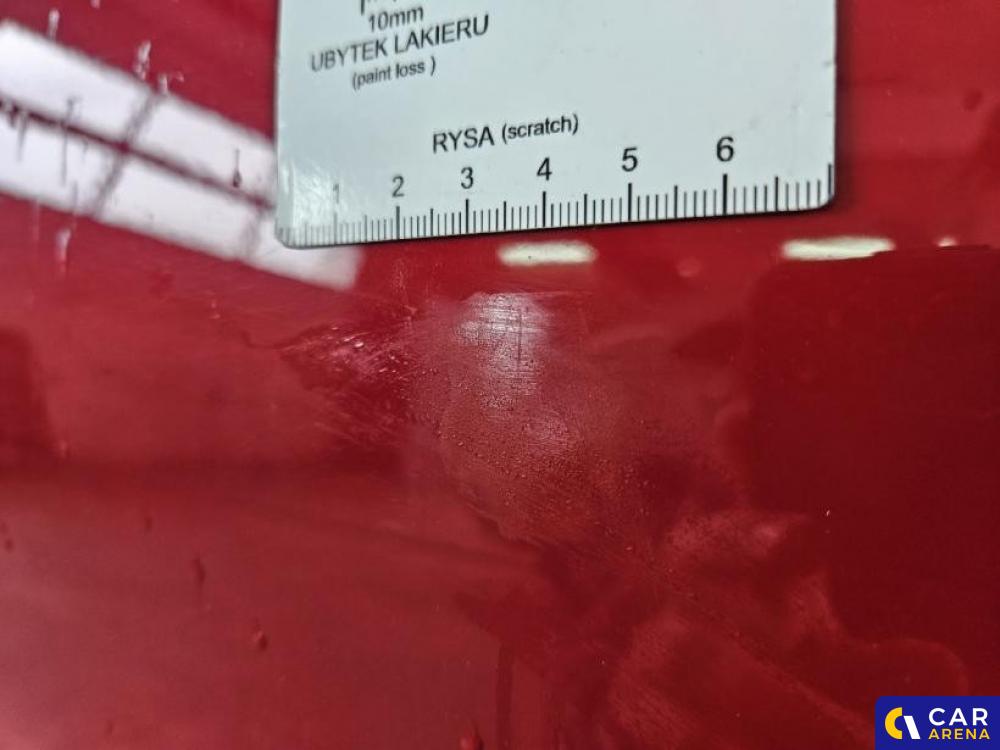 10mm
UBYTEK LAKIERU
(paint loss )
RYSA (scratch)
1 2 3 4 5 6
CAR
ARENA